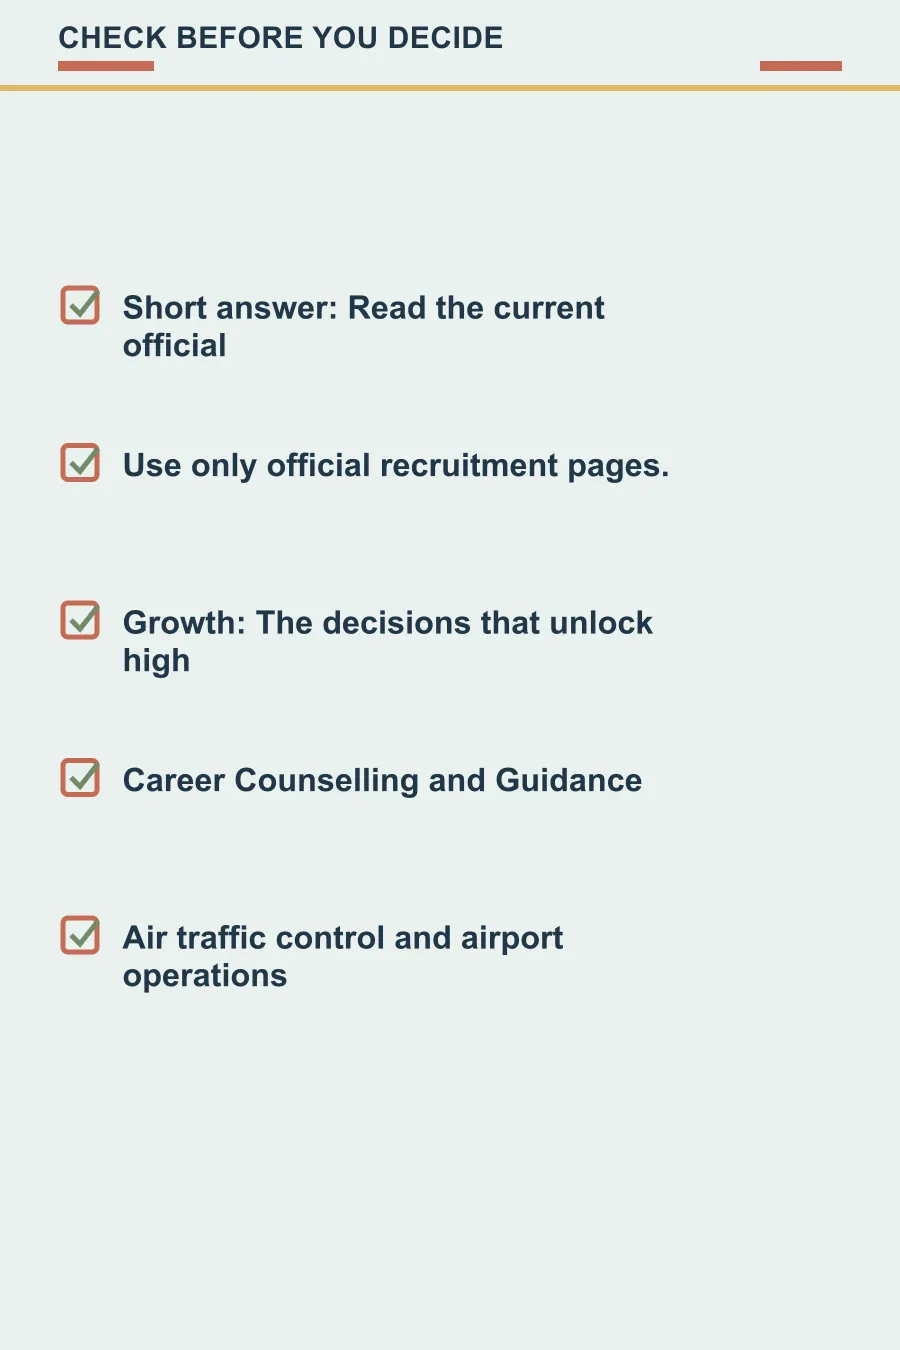 CHECK BEFORE YOU DECIDE
Short answer: Read the current
official
Use only official recruitment pages.
Growth: The decisions that unlock
high
Career Counselling and Guidance
Air traffic control and airport
operations